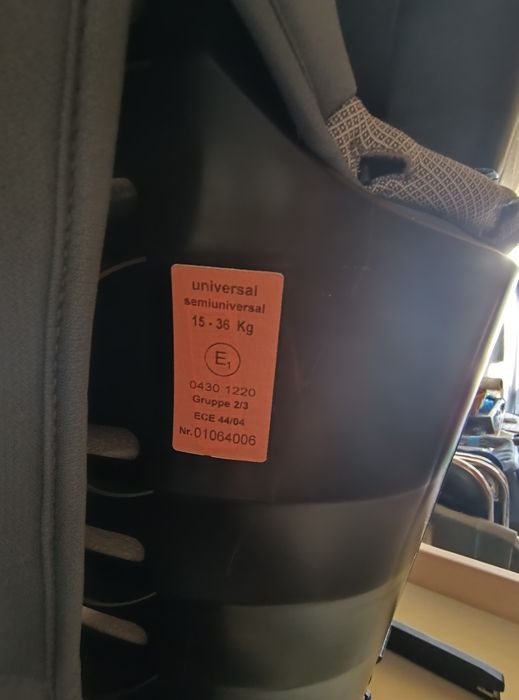 universal
semiuniversal
15 - 36 Kg
E1
0430 1220
Gruppe 2/3
ECE 44/04
Nr. 01064006